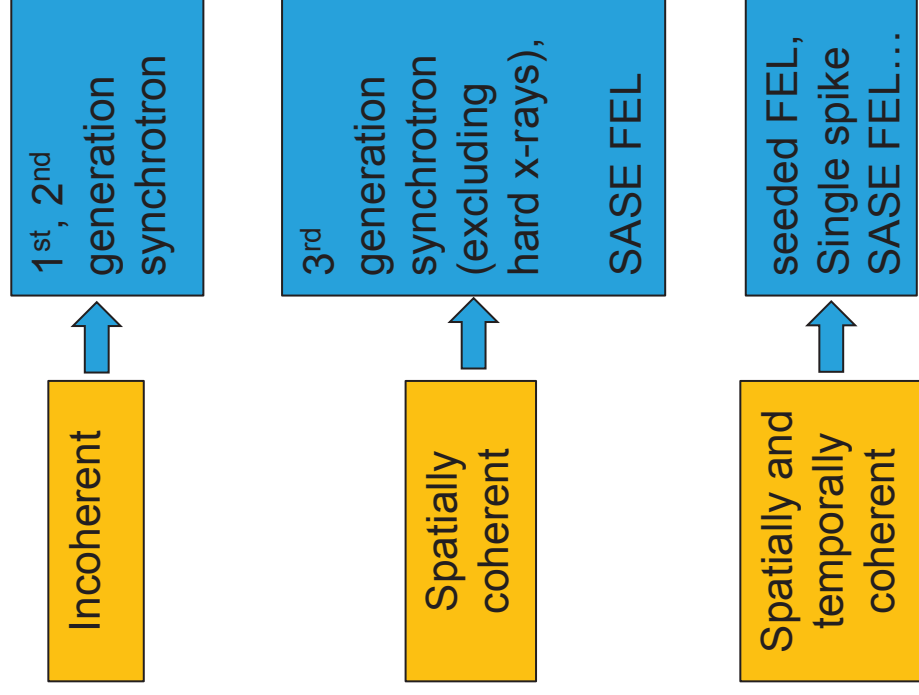 Incoherent
1st, 2nd
generation
synchrotron
Spatially
coherent
3rd
generation
synchrotron
(excluding
hard x-rays),
SASE FEL
Spatially and
temporally
coherent
seeded FEL,
Single spike
SASE FEL…